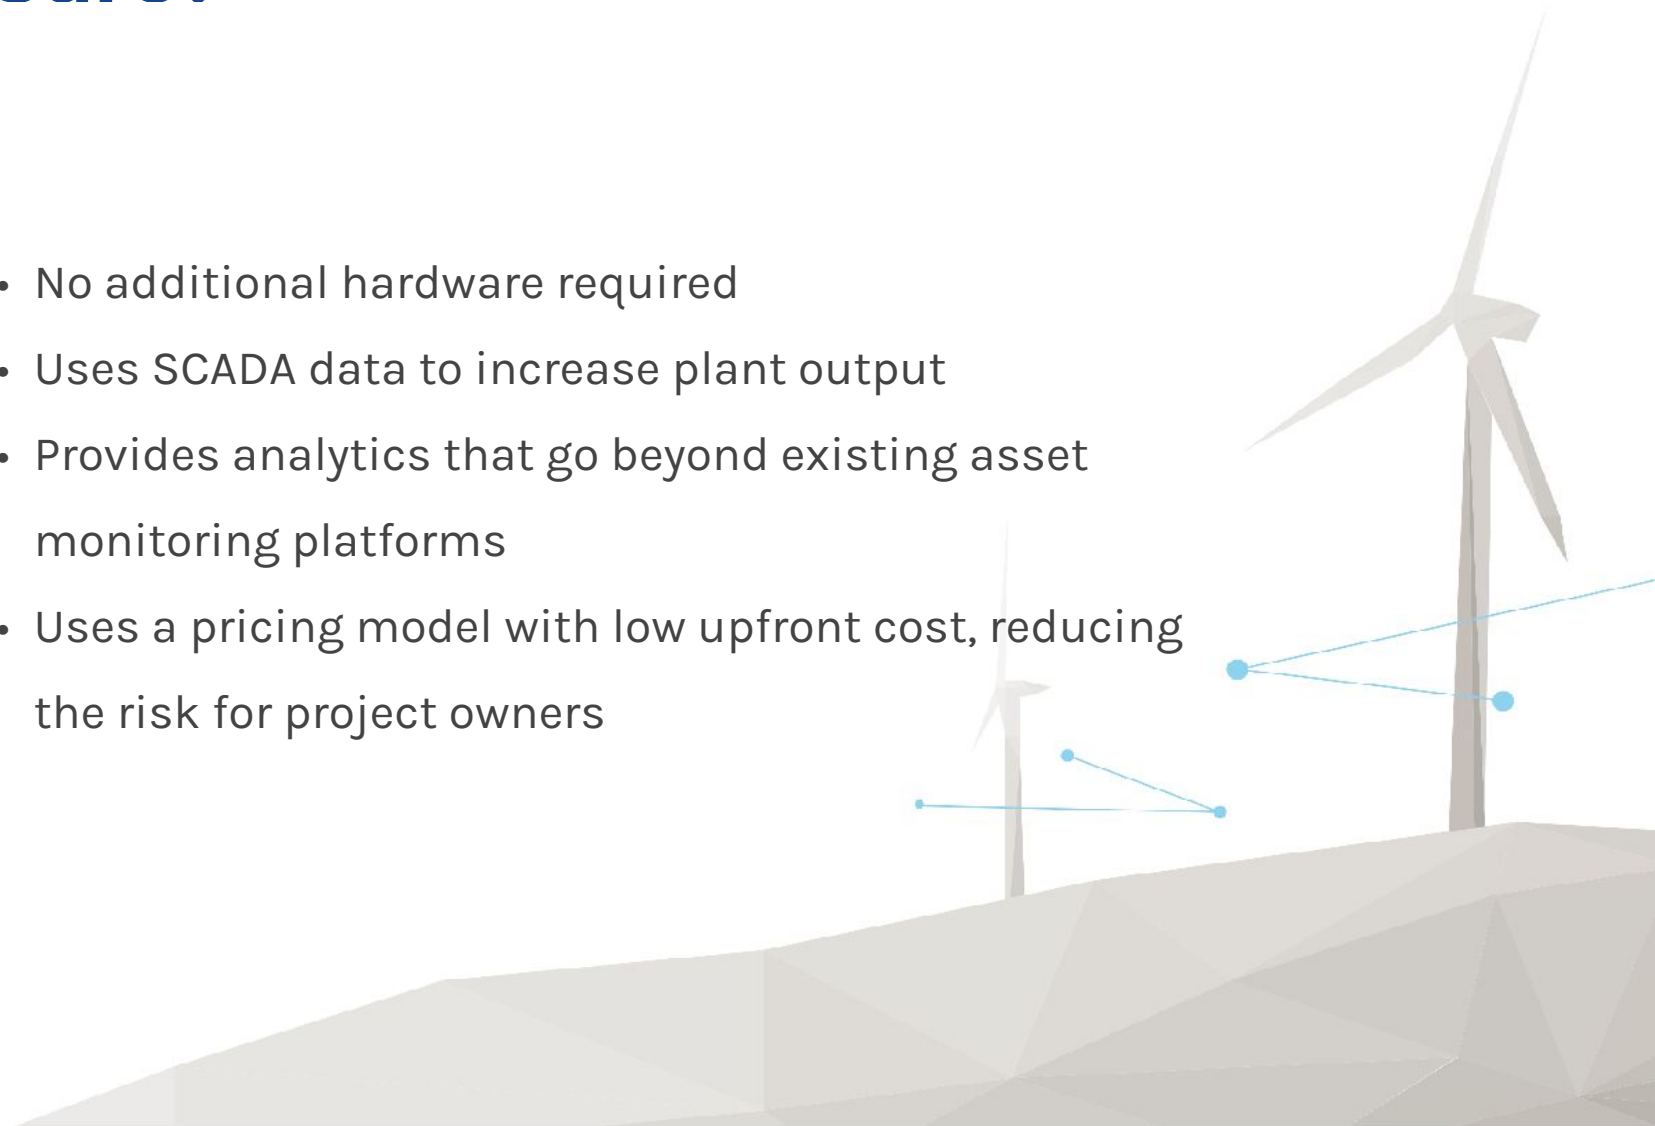 • No additional hardware required
• Uses SCADA data to increase plant output
• Provides analytics that go beyond existing asset
monitoring platforms
• Uses a pricing model with low upfront cost, reducing
the risk for project owners